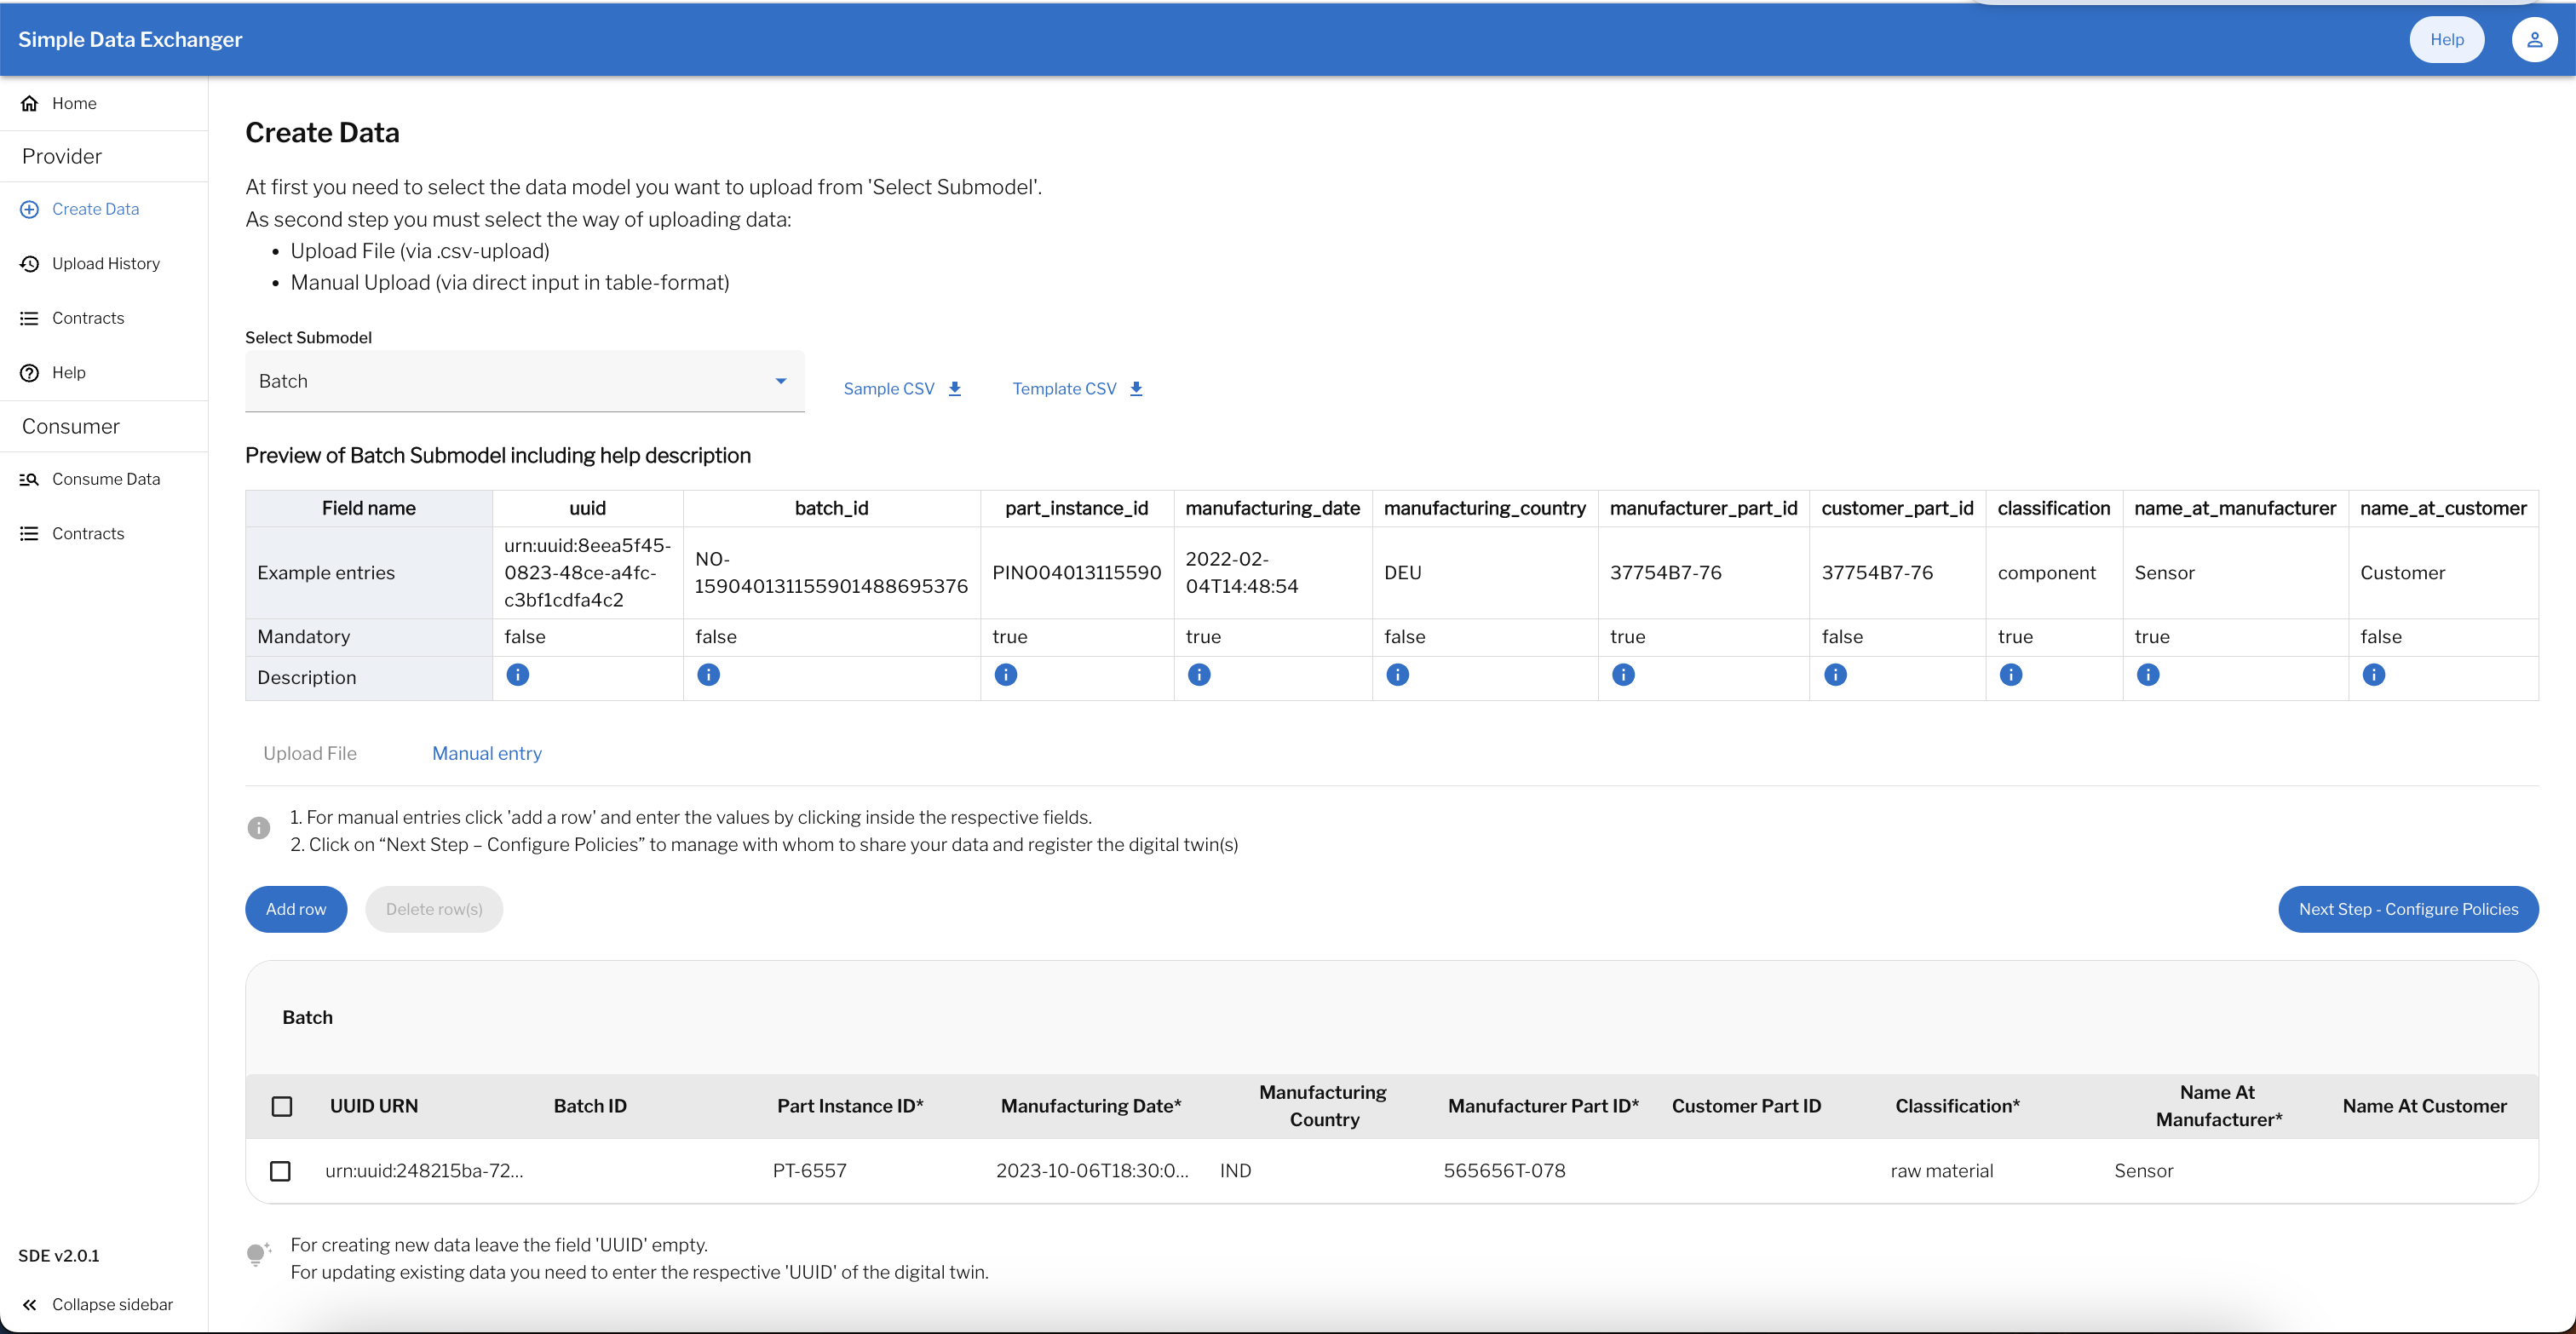 Simple Data Exchanger
Help
Home
Provider
Create Data
Upload History
Contracts
Help
Consumer
Consume Data
Contracts
SDE v2.0.1
Collapse sidebar
Create Data
At first you need to select the data model you want to upload from 'Select Submodel'.
As second step you must select the way of uploading data:
• Upload File (via .csv-upload)
• Manual Upload (via direct input in table-format)
Select Submodel
Batch
Sample CSV
Template CSV
Preview of Batch Submodel including help description
Field name uuid batch_id part_instance_id manufacturing_date manufacturing_country manufacturer_part_id customer_part_id classification name_at_manufacturer name_at_customer
Example entries
urn:uuid:8eea5f45-
0823-48ce-a4fc-
c3bf1cdfa4c2
NO-
159040131155901488695376
PINO04013115590
2022-02-
04T14:48:54
DEU
37754B7-76
37754B7-76
component
Sensor
Customer
Mandatory false false true true false true false true true false
Description
Upload File
Manual entry
1. For manual entries click 'add a row' and enter the values by clicking inside the respective fields.
2. Click on “Next Step – Configure Policies” to manage with whom to share your data and register the digital twin(s)
Add row
Delete row(s)
Next Step - Configure Policies
Batch
UUID URN
Batch ID
Part Instance ID*
Manufacturing Date*
Manufacturing
Country
Manufacturer Part ID*
Customer Part ID
Classification*
Name At
Manufacturer*
Name At Customer
urn:uuid:248215ba-72... PT-6557 2023-10-06T18:30:0... IND 565656T-078 raw material Sensor
For creating new data leave the field 'UUID' empty.
For updating existing data you need to enter the respective 'UUID' of the digital twin.